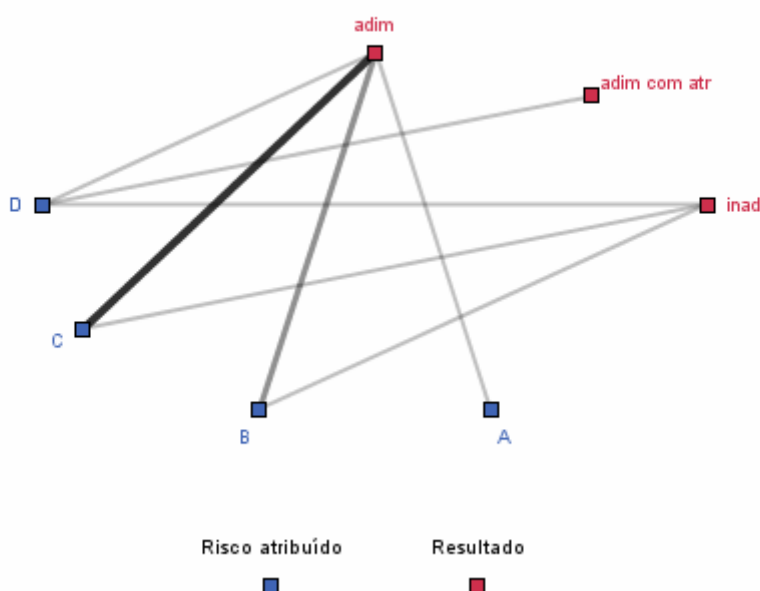 adim
adim com atr
D
inad
C
B
A
Risco atribuído
Resultado